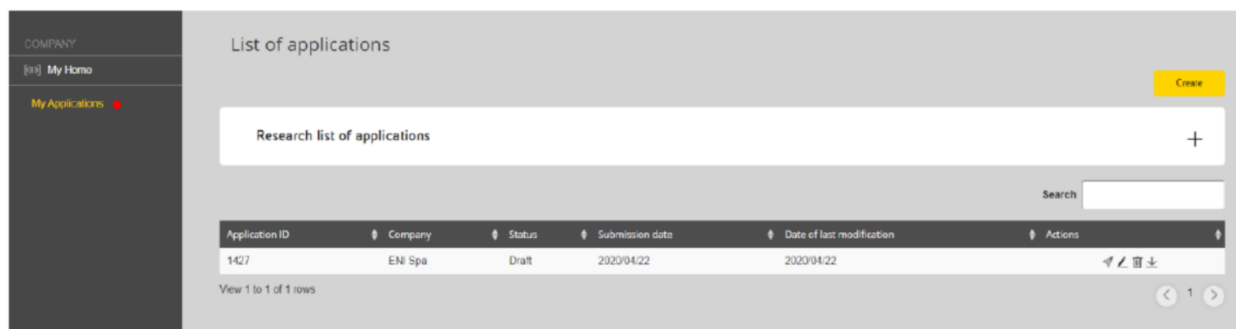 COMPANY
My Home
My Applications
List of applications
Create
Research list of applications
Search
Application ID Company Status Submission date Date of last modification Actions
1427 ENI Spa Draft 2020/04/22 2020/04/22
View 1 to 1 of 1 rows
1